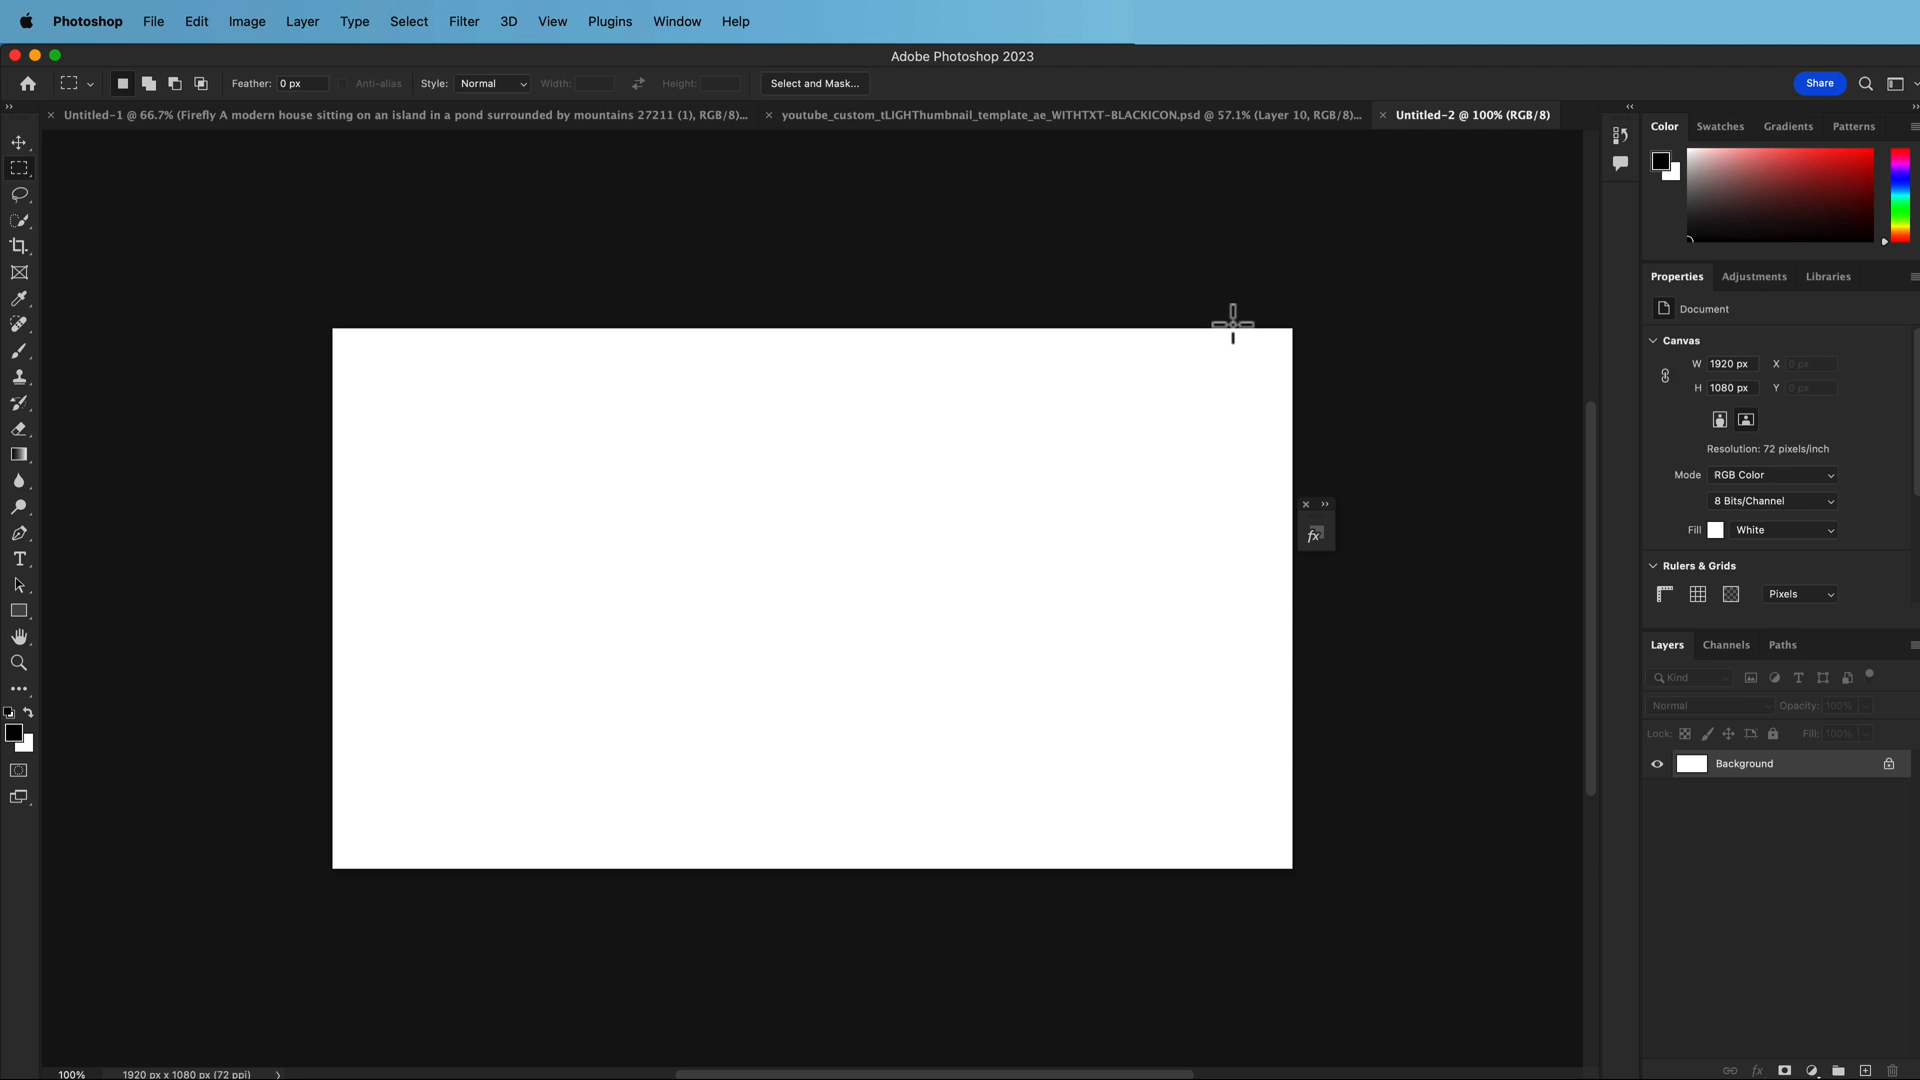 Photoshop File Edit Image Layer Type Select Filter 3D View Plugins Window Help
Adobe Photoshop 2023
Feather: 0 px Anti-alias Style: Normal Width: Height: Select and Mask... Share
Untitled-1 @ 66.7% (Firefly A modern house sitting on an island in a pond surrounded by mountains 27211 (1), RGB/8)... youtube_custom_tLIGHThumbnail_template_ae_WITHTXT-BLACKICON.psd @ 57.1% (Layer 10, RGB/8)... Untitled-2 @ 100% (RGB/8)
Color Swatches Gradients Patterns
Properties Adjustments Libraries
Document
Canvas
W 1920 px X 0 px
H 1080 px Y 0 px
Resolution: 72 pixels/inch
Mode RGB Color
8 Bits/Channel
Fill White
fx
Rulers & Grids
Pixels
Layers Channels Paths
Kind
Normal Opacity: 100%
Lock: Fill: 100%
Background
100% 1920 px x 1080 px (72 ppi) fx